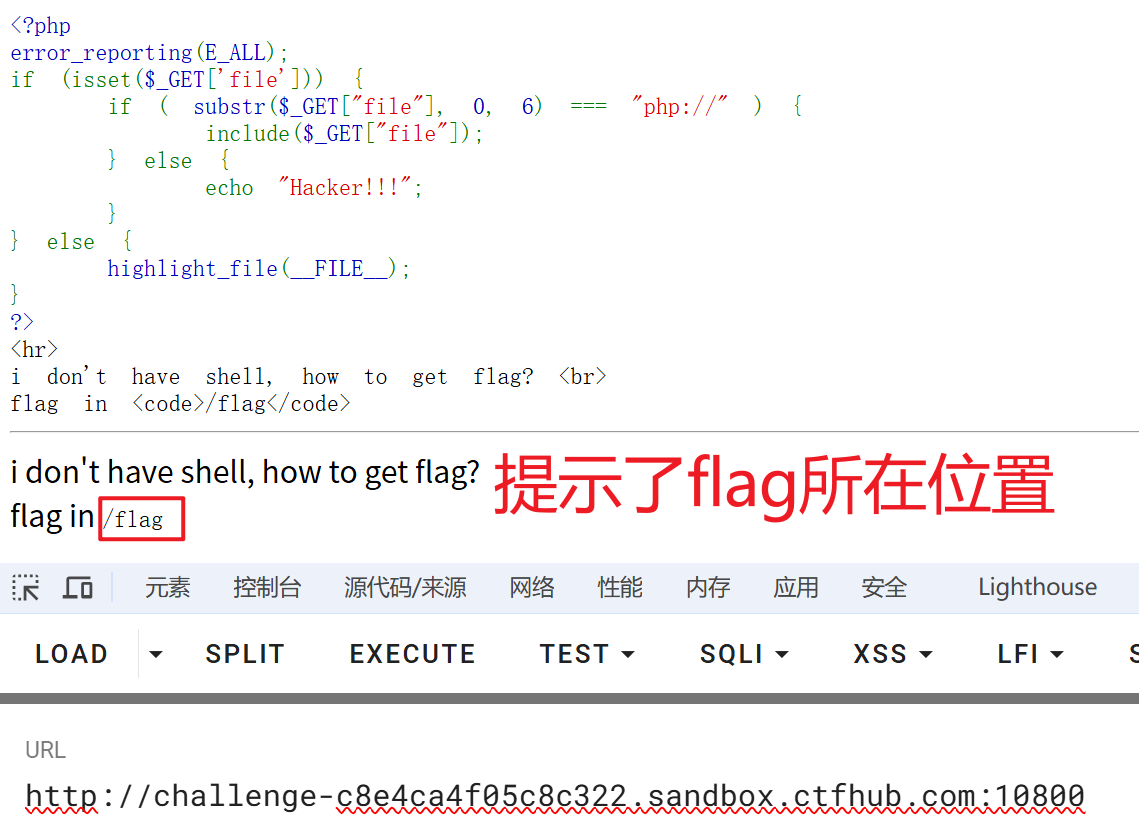 <?php
error_reporting(E_ALL);
if (isset($_GET['file'])) {
if ( substr($_GET["file"], 0, 6) === "php://" ) {
include($_GET["file"]);
} else {
echo "Hacker!!!";
}
} else {
highlight_file(__FILE__);
}
?>
<hr>
i don't have shell, how to get flag? <br>
flag in <code>/flag</code>
i don't have shell, how to get flag? 提示了flag所在位置
flag in /flag
元素 控制台 源代码/来源 网络 性能 内存 应用 安全 Lighthouse
LOAD SPLIT EXECUTE TEST SQLI XSS LFI
URL
http://challenge-c8e4ca4f05c8c322.sandbox.ctfhub.com:10800